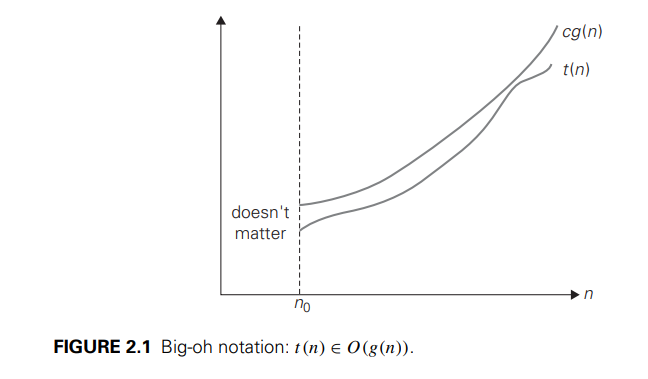 cg(n)
t(n)
doesn't
matter
n
n₀
FIGURE 2.1 Big-oh notation: t(n) ∈ O(g(n)).